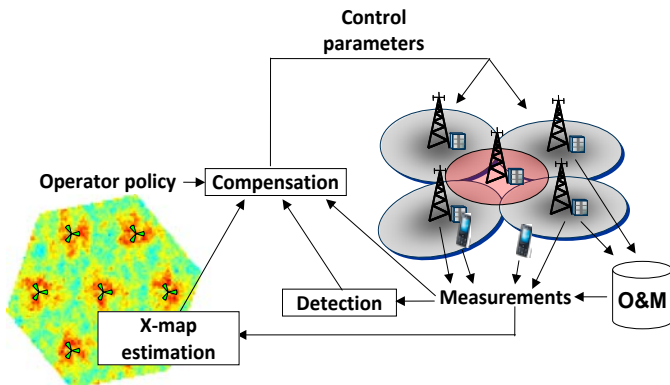 Control
parameters
Operator policy
Compensation
Detection
Measurements
O&M
X-map
estimation